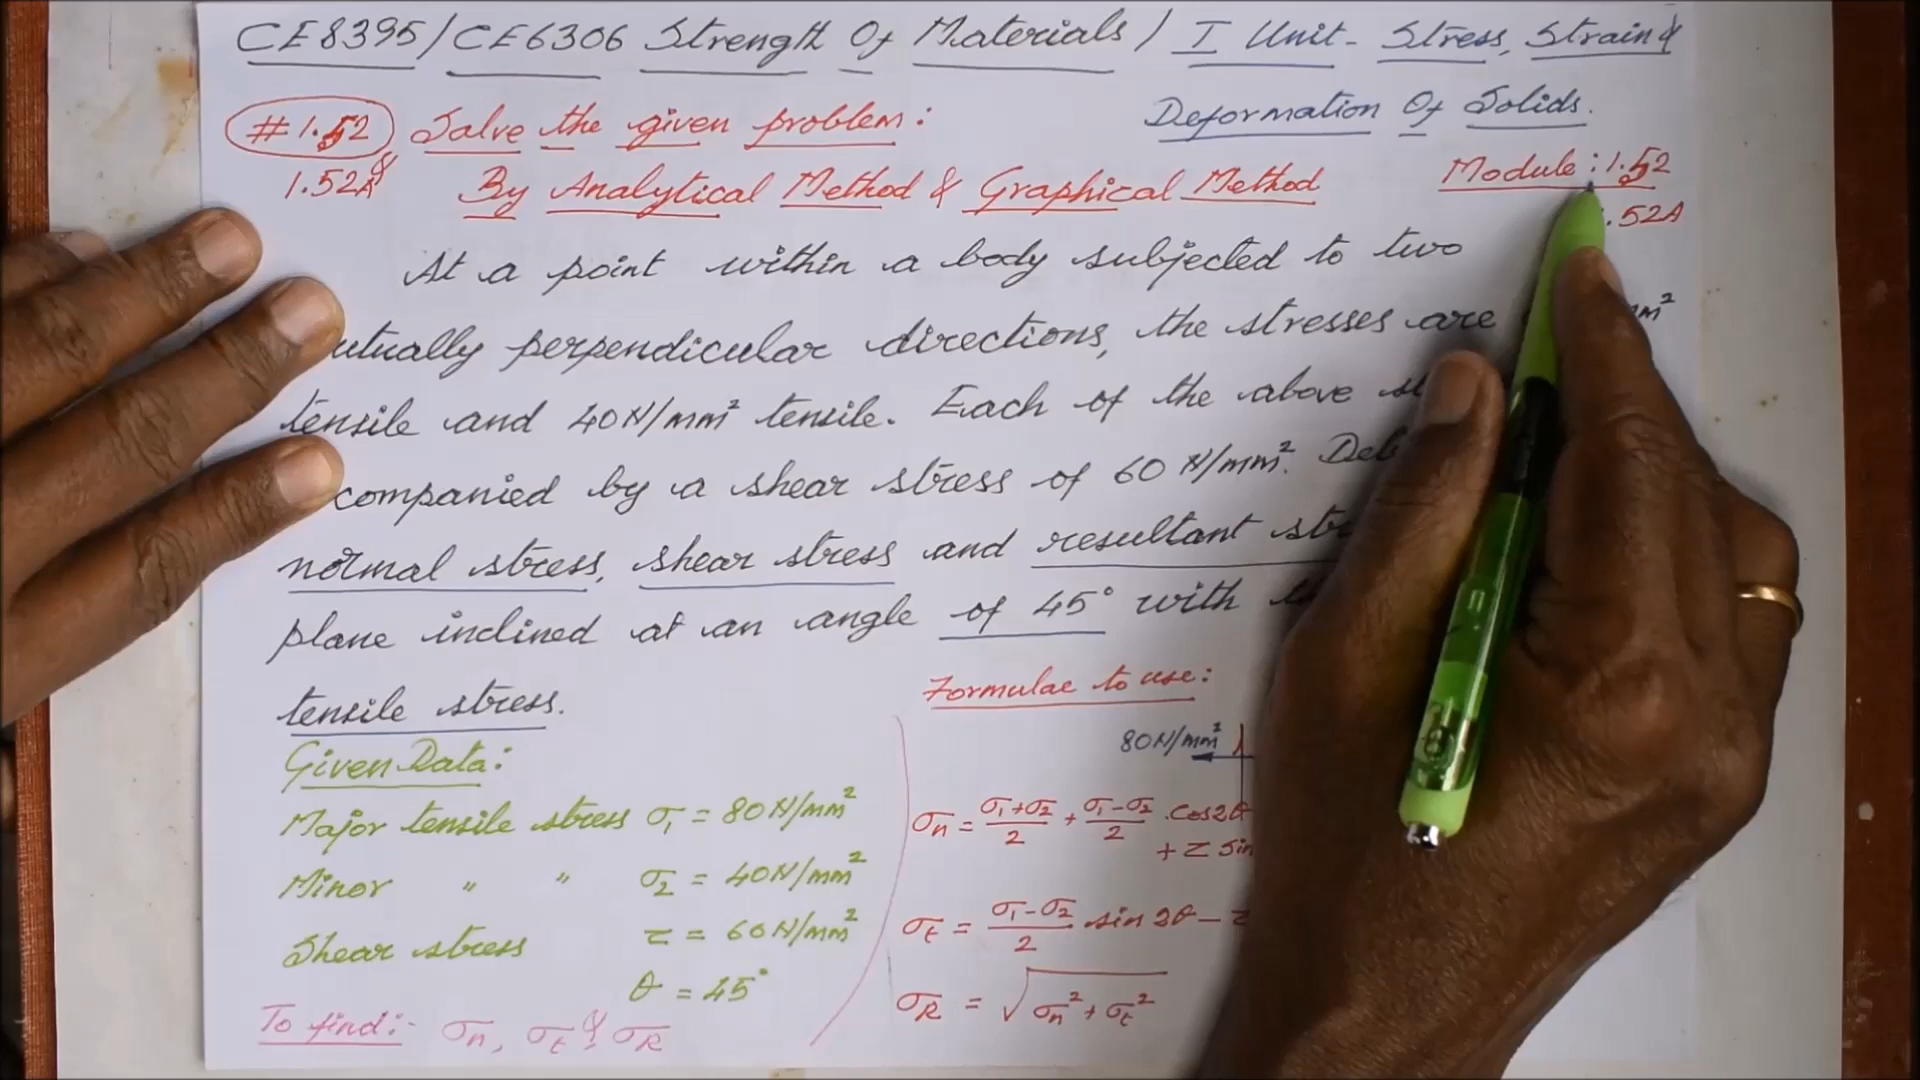 CE8395/CE6306 Strength Of Materials / I Unit - Stress, Strain &
Deformation Of Solids.
#1.52 Solve the given problem:
Module: 1.52
& 1.52A By Analytical Method & Graphical Method
.52A
At a point within a body subjected to two
utually perpendicular directions, the stresses are mm²
tensile and 40N/mm² tensile. Each of the above st
companied by a shear stress of 60 N/mm². Det
normal stress, shear stress and resultant str
plane inclined at an angle of 45° with
tensile stress.
Formulae to use:
Given Data:
80N/mm²
Major tensile stress σ₁ = 80N/mm²
σn = (σ₁+σ₂)/2 + (σ₁-σ₂)/2 . cos2θ
+ τ sin
Minor " " σ₂ = 40N/mm²
Shear stress τ = 60N/mm²
σt = (σ₁-σ₂)/2 sin 2θ - τ
θ = 45°
σR = √(σn² + σt²)
To find:- σn, σt & σR